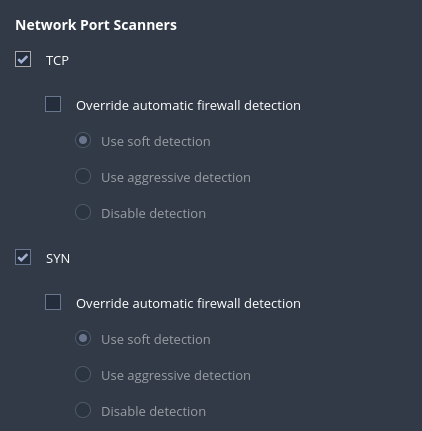 Network Port Scanners
TCP
Override automatic firewall detection
Use soft detection
Use aggressive detection
Disable detection
SYN
Override automatic firewall detection
Use soft detection
Use aggressive detection
Disable detection